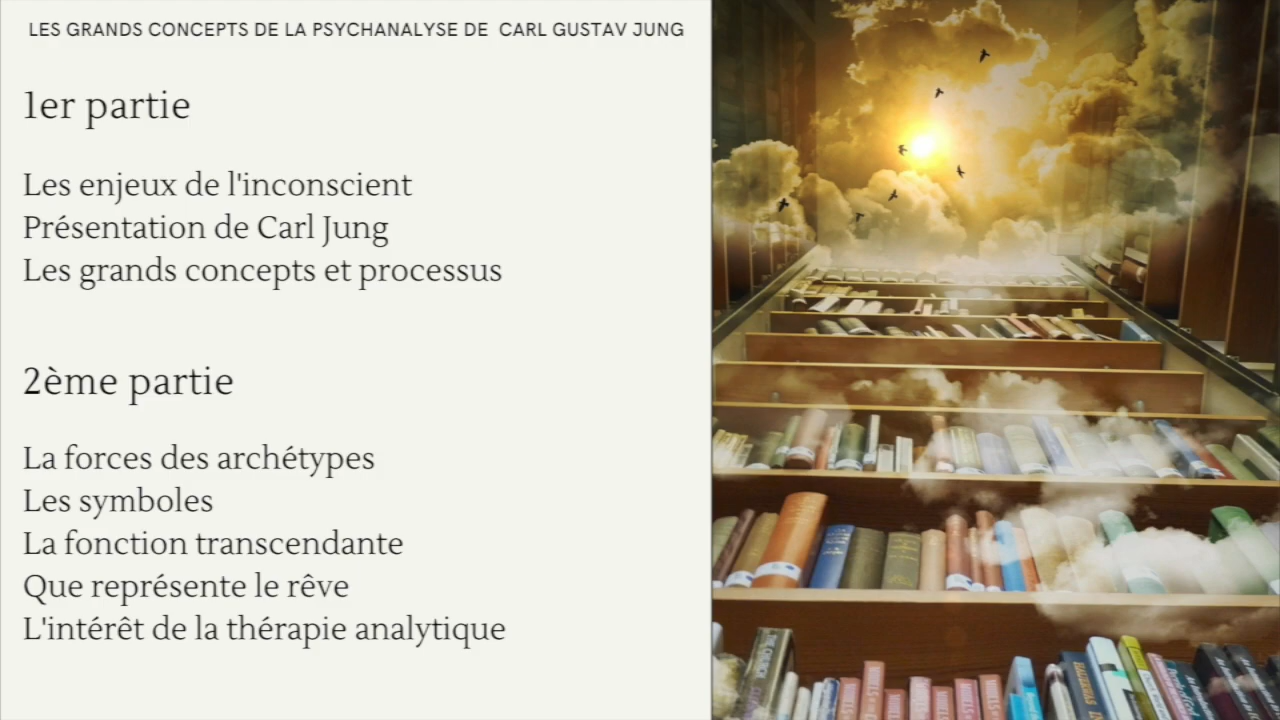 LES GRANDS CONCEPTS DE LA PSYCHANALYSE DE CARL GUSTAV JUNG
1er partie
Les enjeux de l'inconscient
Présentation de Carl Jung
Les grands concepts et processus
2ème partie
La forces des archétypes
Les symboles
La fonction transcendante
Que représente le rêve
L'intérêt de la thérapie analytique